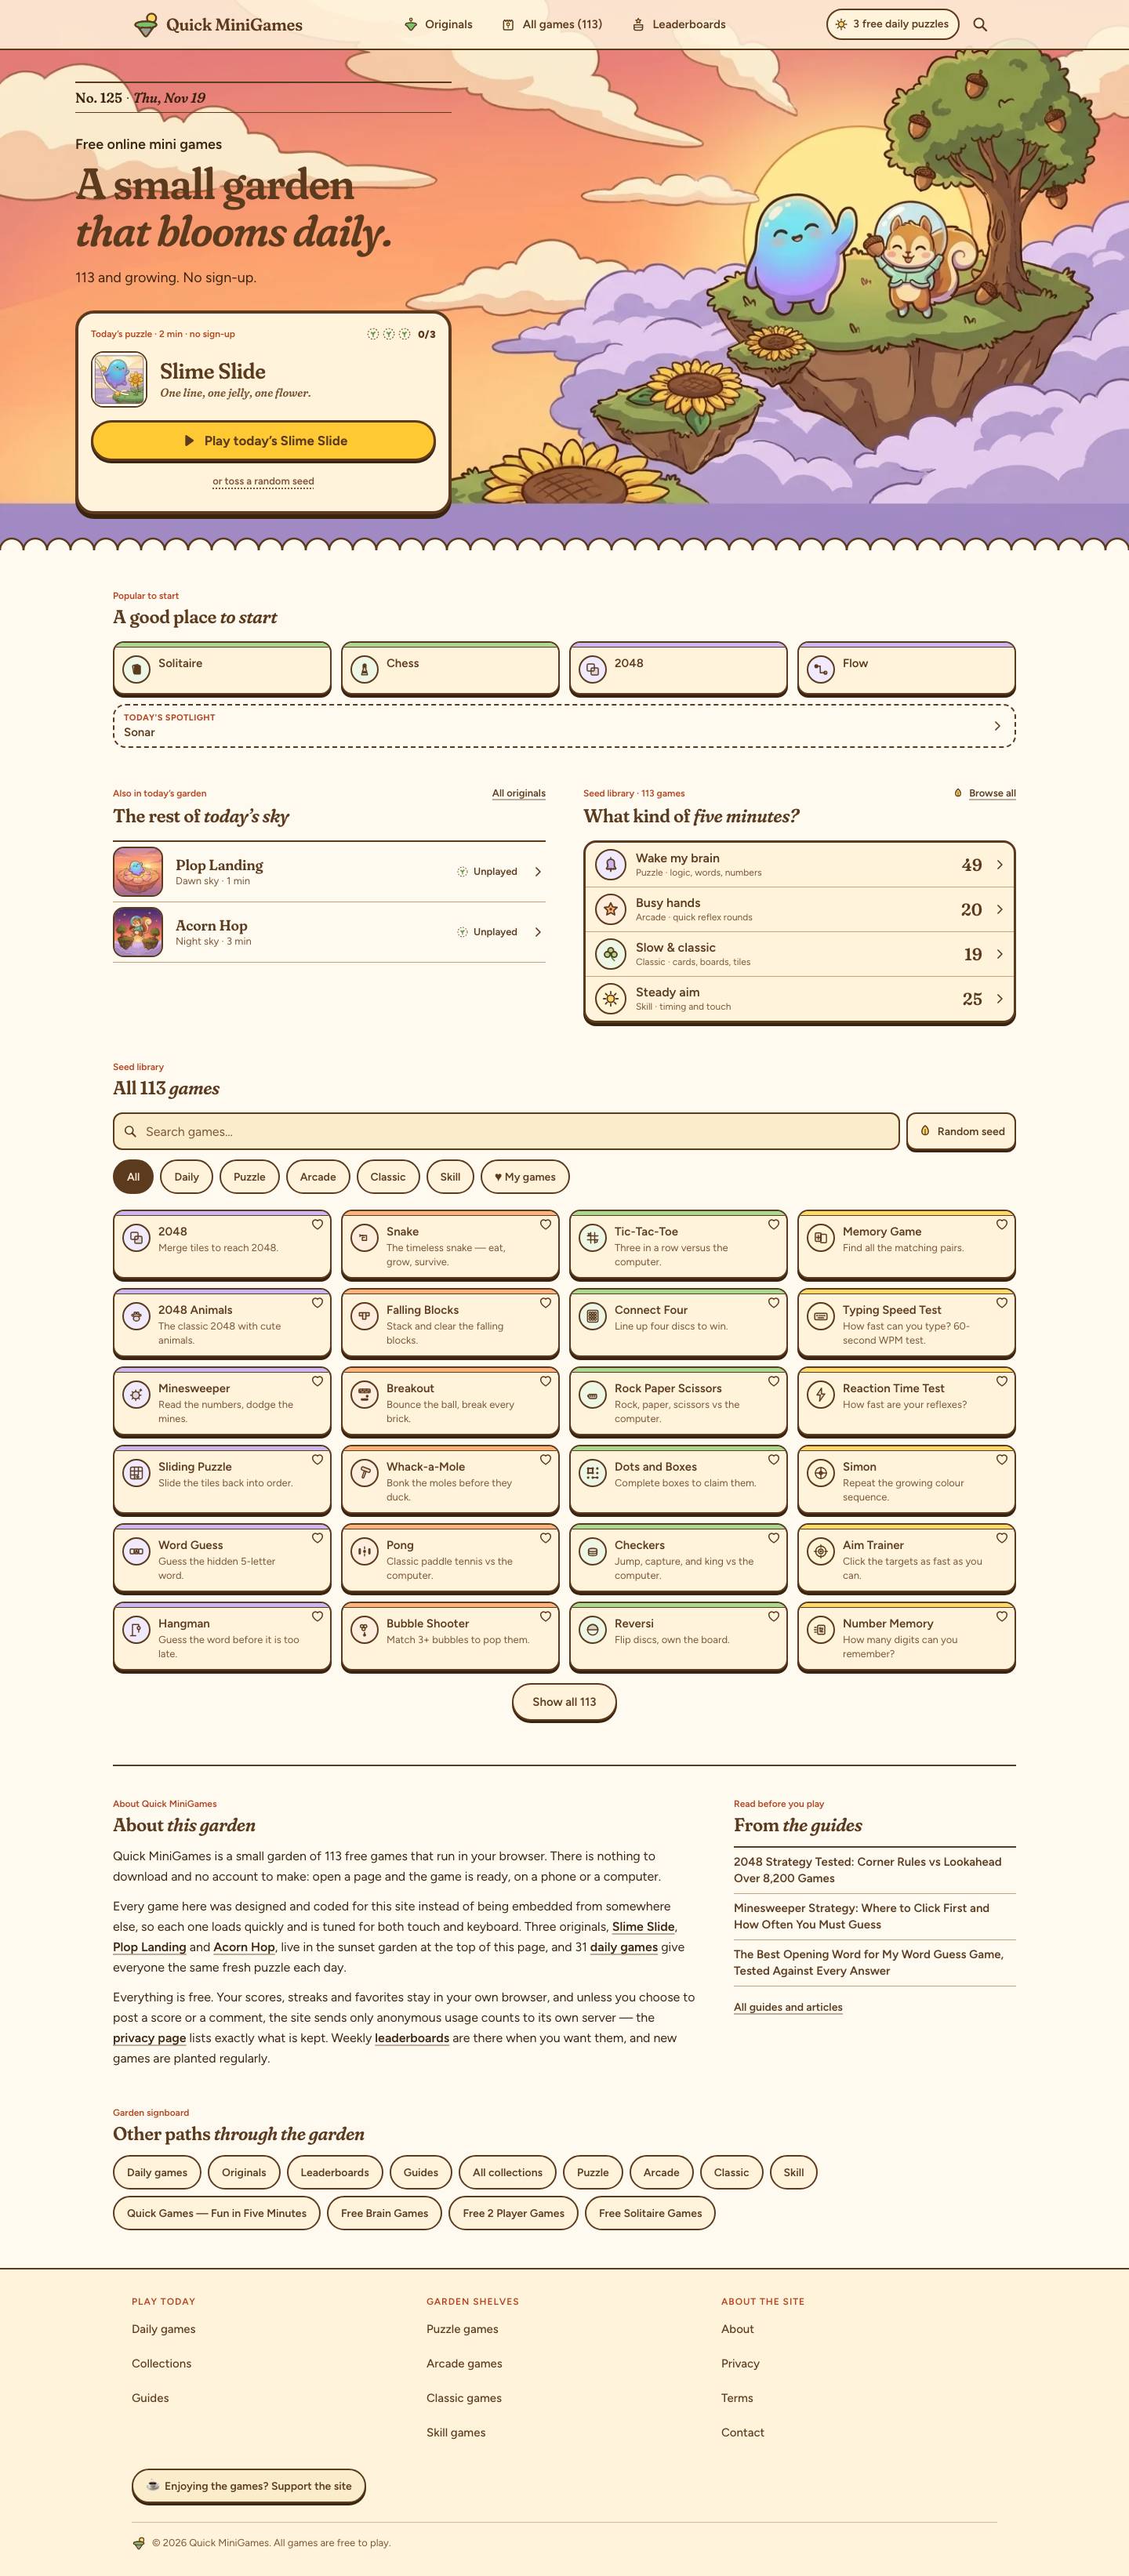 Quick MiniGames
Originals
All games (113)
Leaderboards
3 free daily puzzles
No. 125 · Thu, Nov 19
Free online mini games
A small garden
that blooms daily.
113 and growing. No sign-up.
Today's puzzle · 2 min · no sign-up
0/3
Slime Slide
One line, one jelly, one flower.
Play today's Slime Slide
or toss a random seed
Popular to start
A good place to start
Solitaire
Chess
2048
Flow
TODAY'S SPOTLIGHT
Sonar
Also in today's garden
All originals
The rest of today's sky
Plop Landing
Dawn sky · 1 min
Unplayed
Acorn Hop
Night sky · 3 min
Unplayed
Seed library · 113 games
Browse all
What kind of five minutes?
Wake my brain
Puzzle · logic, words, numbers
49
Busy hands
Arcade · quick reflex rounds
20
Slow & classic
Classic · cards, boards, tiles
19
Steady aim
Skill · timing and touch
25
Seed library
All 113 games
Search games...
Random seed
All
Daily
Puzzle
Arcade
Classic
Skill
♥ My games
2048
Merge tiles to reach 2048.
Snake
The timeless snake — eat,
grow, survive.
Tic-Tac-Toe
Three in a row versus the
computer.
Memory Game
Find all the matching pairs.
2048 Animals
The classic 2048 with cute
animals.
Falling Blocks
Stack and clear the falling
blocks.
Connect Four
Line up four discs to win.
Typing Speed Test
How fast can you type? 60-
second WPM test.
Minesweeper
Read the numbers, dodge the
mines.
Breakout
Bounce the ball, break every
brick.
Rock Paper Scissors
Rock, paper, scissors vs the
computer.
Reaction Time Test
How fast are your reflexes?
Sliding Puzzle
Slide the tiles back into order.
Whack-a-Mole
Bonk the moles before they
duck.
Dots and Boxes
Complete boxes to claim them.
Simon
Repeat the growing colour
sequence.
Word Guess
Guess the hidden 5-letter
word.
Pong
Classic paddle tennis vs the
computer.
Checkers
Jump, capture, and king vs the
computer.
Aim Trainer
Click the targets as fast as you
can.
Hangman
Guess the word before it is too
late.
Bubble Shooter
Match 3+ bubbles to pop them.
Reversi
Flip discs, own the board.
Number Memory
How many digits can you
remember?
Show all 113
About Quick MiniGames
About this garden
Quick MiniGames is a small garden of 113 free games that run in your browser. There is nothing to
download and no account to make: open a page and the game is ready, on a phone or a computer.
Every game here was designed and coded for this site instead of being embedded from somewhere
else, so each one loads quickly and is tuned for both touch and keyboard. Three originals, Slime Slide,
Plop Landing and Acorn Hop, live in the sunset garden at the top of this page, and 31 daily games give
everyone the same fresh puzzle each day.
Everything is free. Your scores, streaks and favorites stay in your own browser, and unless you choose to
post a score or a comment, the site sends only anonymous usage counts to its own server — the
privacy page lists exactly what is kept. Weekly leaderboards are there when you want them, and new
games are planted regularly.
Read before you play
From the guides
2048 Strategy Tested: Corner Rules vs Lookahead
Over 8,200 Games
Minesweeper Strategy: Where to Click First and
How Often You Must Guess
The Best Opening Word for My Word Guess Game,
Tested Against Every Answer
All guides and articles
Garden signboard
Other paths through the garden
Daily games
Originals
Leaderboards
Guides
All collections
Puzzle
Arcade
Classic
Skill
Quick Games — Fun in Five Minutes
Free Brain Games
Free 2 Player Games
Free Solitaire Games
PLAY TODAY
Daily games
Collections
Guides
GARDEN SHELVES
Puzzle games
Arcade games
Classic games
Skill games
ABOUT THE SITE
About
Privacy
Terms
Contact
Enjoying the games? Support the site
© 2026 Quick MiniGames. All games are free to play.